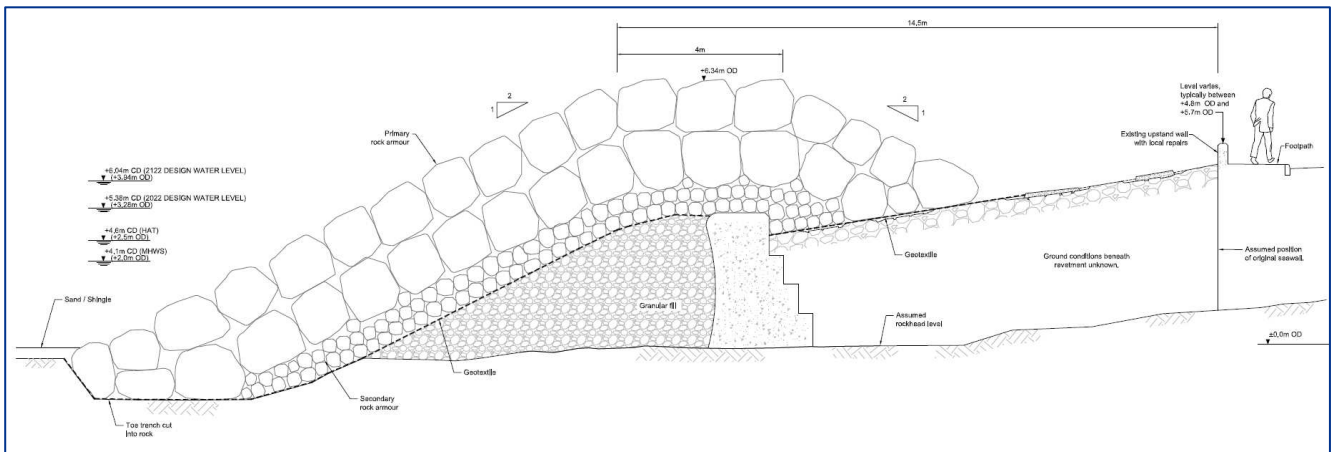 14,5m
4m
+6.34m OD
2
1
2
1
Level varies,
typically between
+4.8m OD and
+5.7m OD
Primary
rock armour
Existing upstand wall
with local repairs
Footpath
+6,04m CD (2122 DESIGN WATER LEVEL)
(+3,94m OD)
+5.38m CD (2022 DESIGN WATER LEVEL)
(+3,28m OD)
+4,6m CD (HAT)
(+2,5m OD)
+4,1m CD (MHWS)
(+2,0m OD)
Geotextile
Ground conditions beneath
revetment unknown,
Assumed position
of original seawall,
Sand / Shingle
Granular fill
Assumed
rockhead level
±0,0m OD
Geotextile
Secondary
rock armour
Toe trench cut
Into rock,